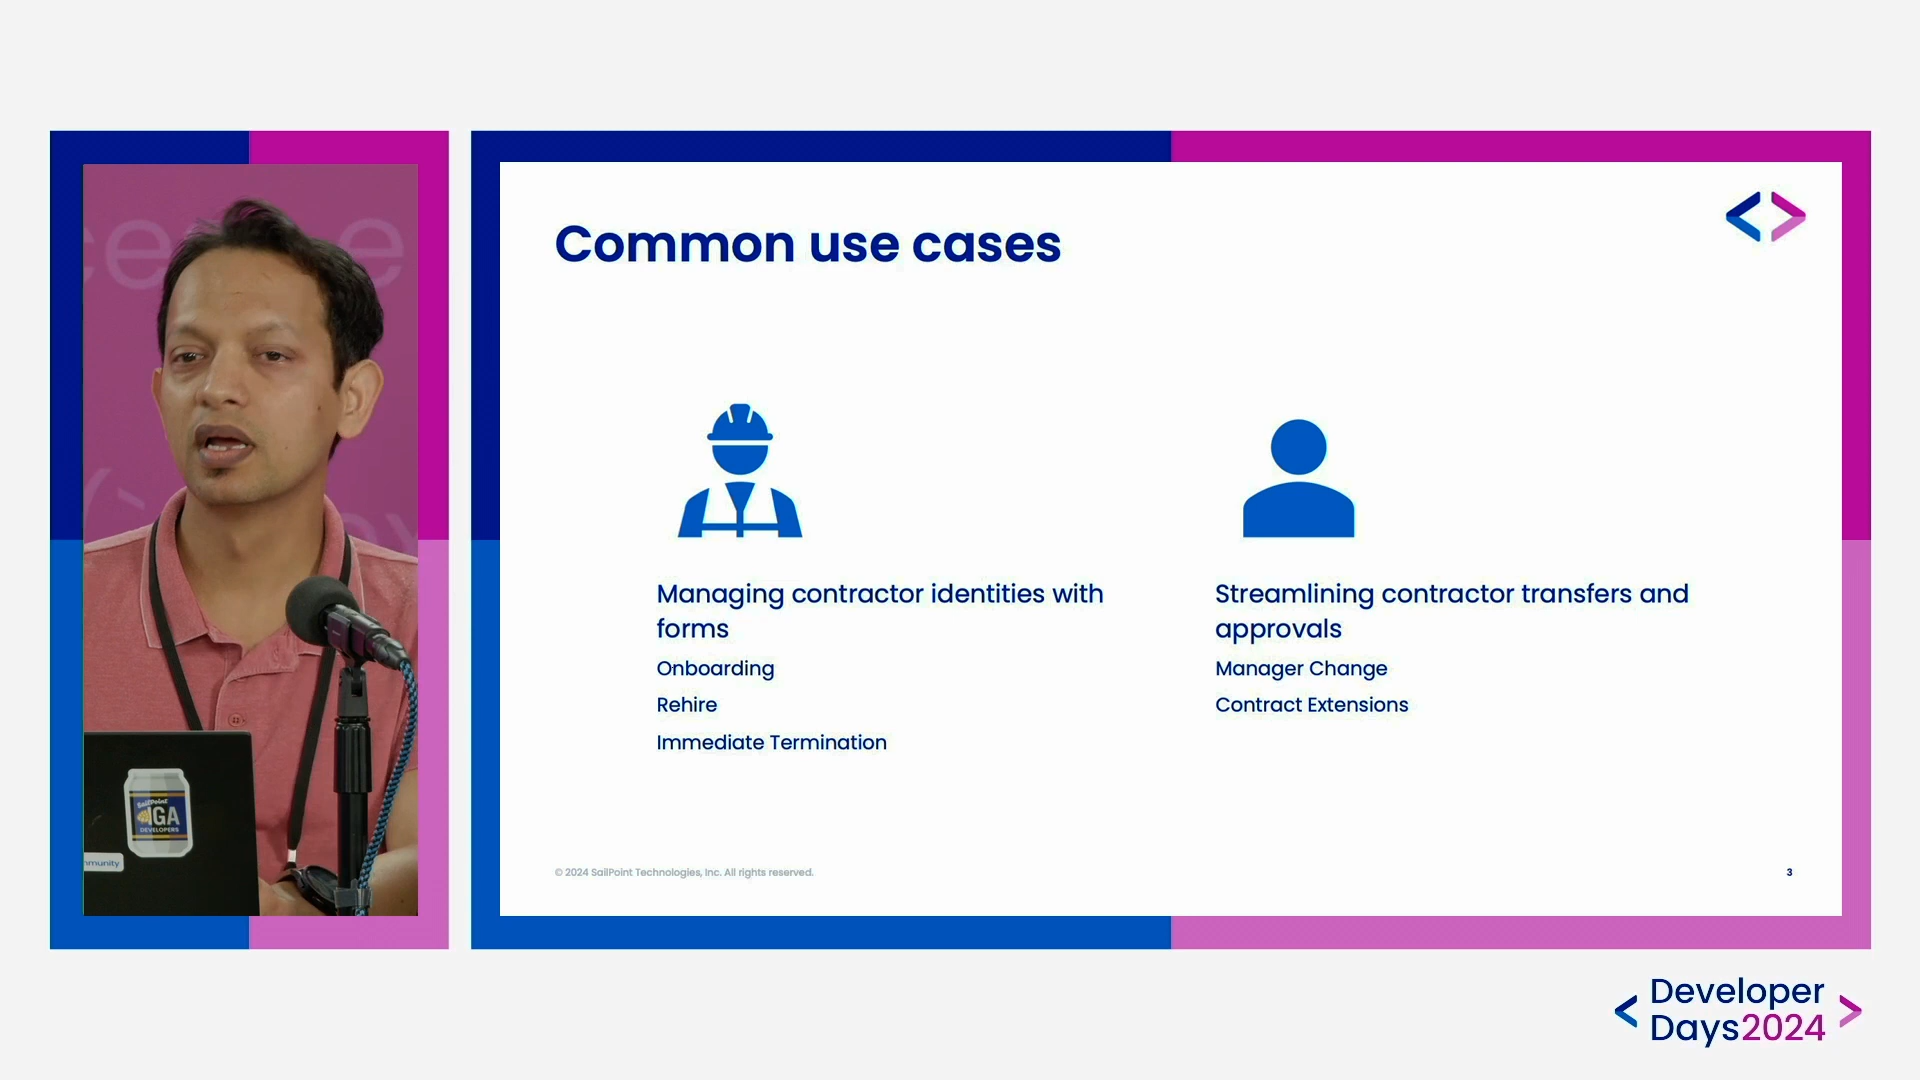 Common use cases
Managing contractor identities with
forms
Onboarding
Rehire
Immediate Termination
Streamlining contractor transfers and
approvals
Manager Change
Contract Extensions
© 2024 SailPoint Technologies, Inc. All rights reserved.
3
SailPoint
IGA
DEVELOPERS
Developer
Days2024